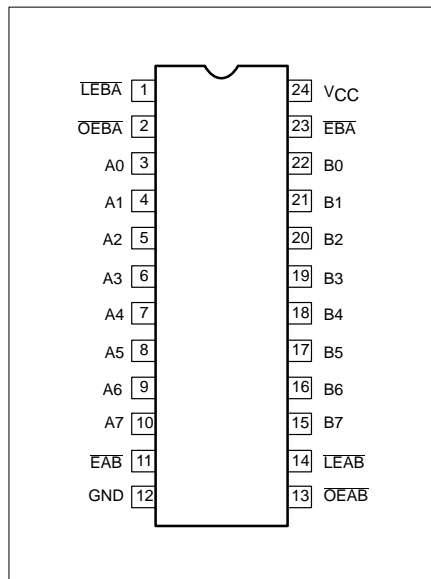 LEBA 1 24 VCC
OEBA 2 23 EBA
A0 3 22 B0
A1 4 21 B1
A2 5 20 B2
A3 6 19 B3
A4 7 18 B4
A5 8 17 B5
A6 9 16 B6
A7 10 15 B7
EAB 11 14 LEAB
GND 12 13 OEAB